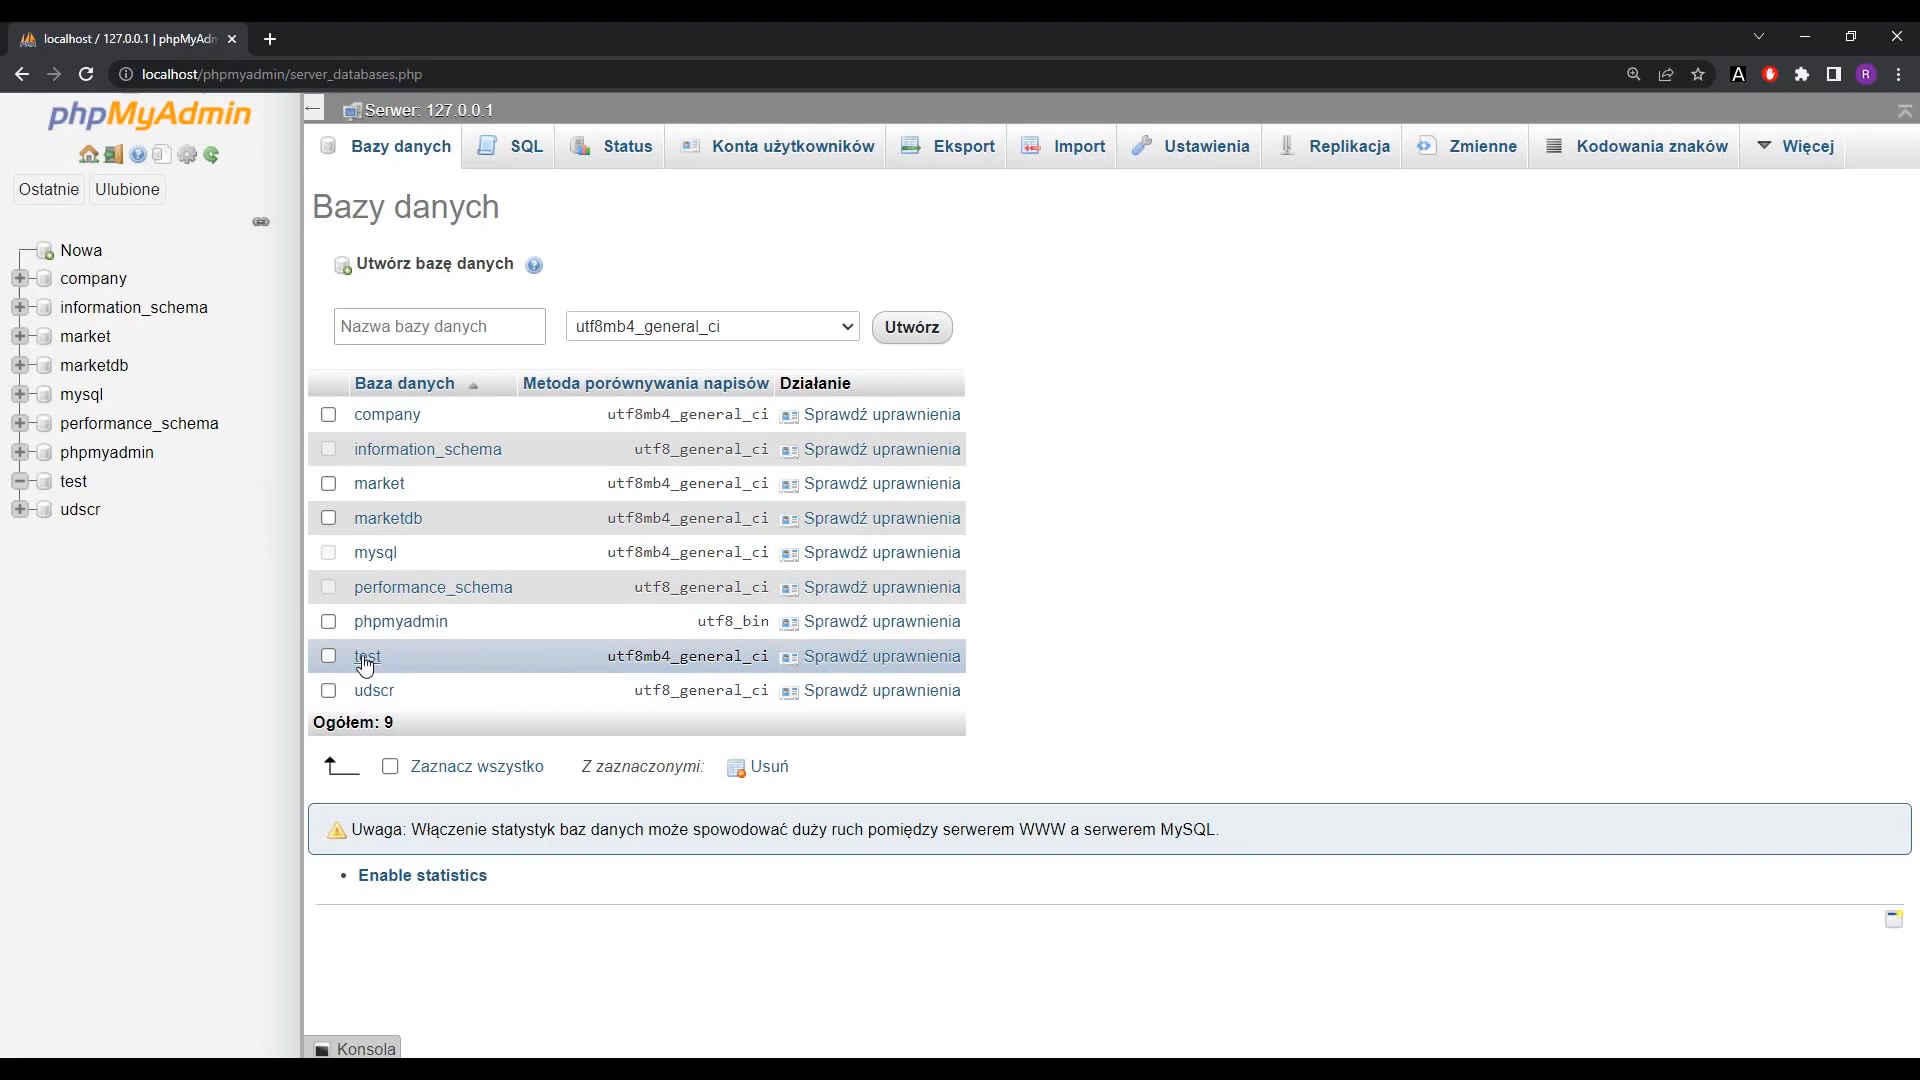 localhost / 127.0.0.1 | phpMyAdm
localhost/phpmyadmin/server_databases.php
A
R
phpMyAdmin
Ostatnie Ulubione
Nowa
company
information_schema
market
marketdb
mysql
performance_schema
phpmyadmin
test
udscr
Serwer: 127.0.0.1
Bazy danych SQL Status Konta użytkowników Eksport Import Ustawienia Replikacja Zmienne Kodowania znaków Więcej
Bazy danych
Utwórz bazę danych
Nazwa bazy danych utf8mb4_general_ci Utwórz
Baza danych Metoda porównywania napisów Działanie
company utf8mb4_general_ci Sprawdź uprawnienia
information_schema utf8_general_ci Sprawdź uprawnienia
market utf8mb4_general_ci Sprawdź uprawnienia
marketdb utf8mb4_general_ci Sprawdź uprawnienia
mysql utf8mb4_general_ci Sprawdź uprawnienia
performance_schema utf8_general_ci Sprawdź uprawnienia
phpmyadmin utf8_bin Sprawdź uprawnienia
test utf8mb4_general_ci Sprawdź uprawnienia
udscr utf8_general_ci Sprawdź uprawnienia
Ogółem: 9
Zaznacz wszystko Z zaznaczonymi: Usuń
Uwaga: Włączenie statystyk baz danych może spowodować duży ruch pomiędzy serwerem WWW a serwerem MySQL.
• Enable statistics
Konsola